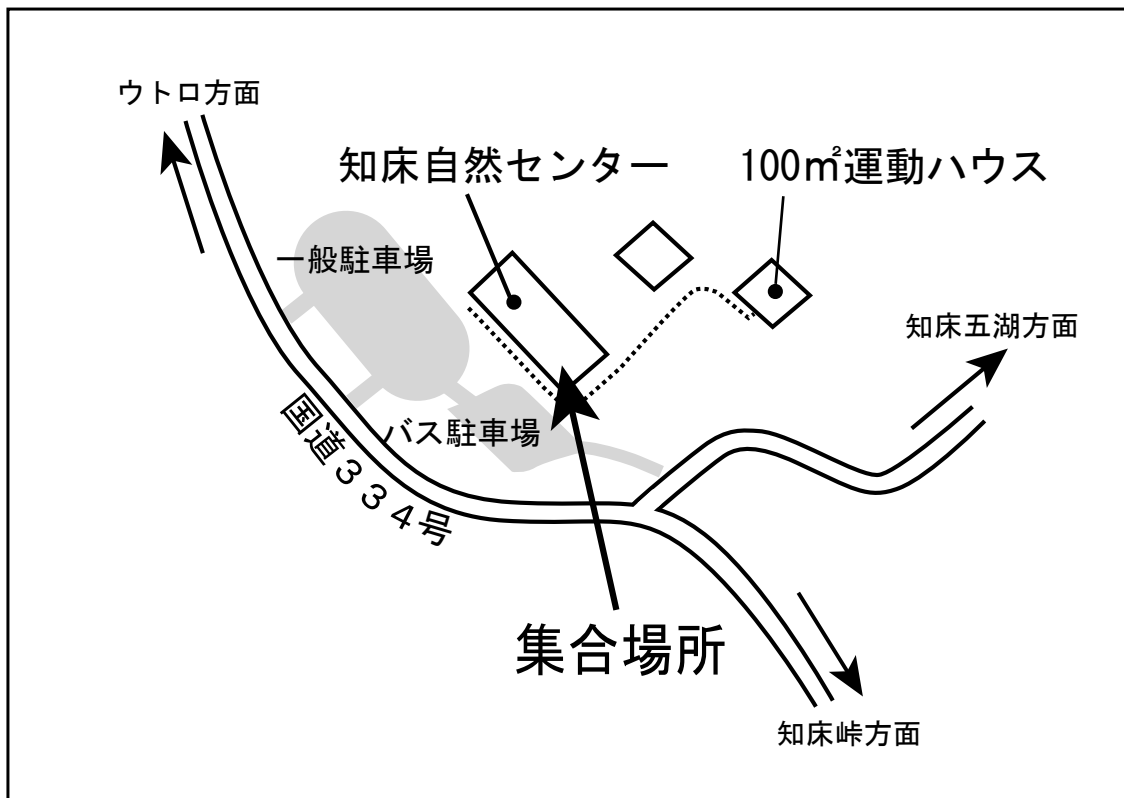 ウトロ方面
知床自然センター
100㎡運動ハウス
一般駐車場
知床五湖方面
バス駐車場
国道３３４号
集合場所
知床峠方面